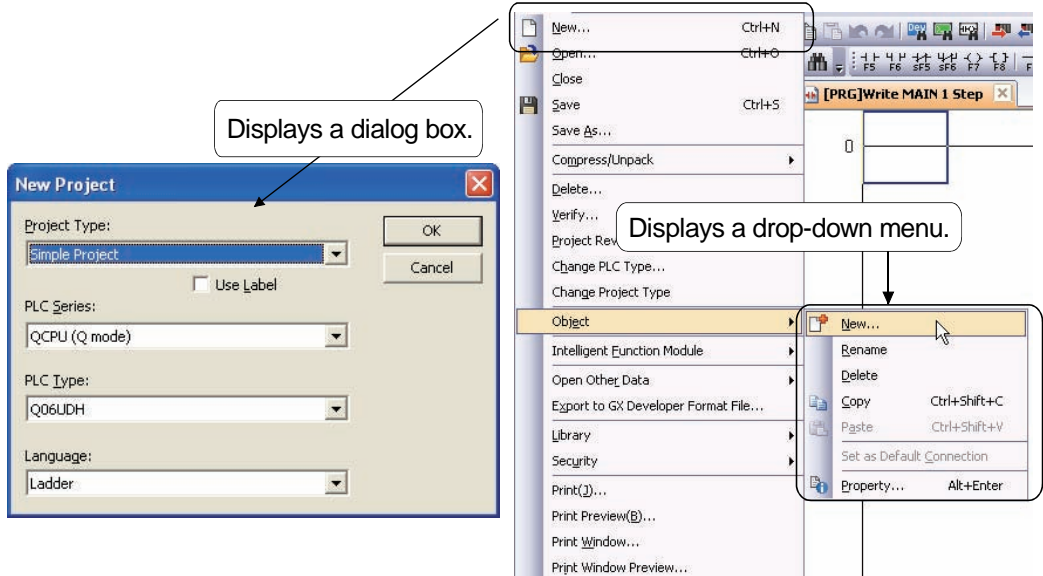 Displays a dialog box.
New Project
Project Type:
Simple Project
Use Label
PLC Series:
QCPU (Q mode)
PLC Type:
Q06UDH
Language:
Ladder
OK
Cancel
New... Ctrl+N
Open... Ctrl+O
Close
Save Ctrl+S
Save As...
Compress/Unpack
Delete...
Verify...
Project Rev
Change PLC Type...
Change Project Type
Object
Intelligent Function Module
Open Other Data
Export to GX Developer Format File...
Library
Security
Print(J)...
Print Preview(B)...
Print Window...
Print Window Preview...
F5 F6 sF5 sF6 F7 F8 F
[PRG]Write MAIN 1 Step
0
Displays a drop-down menu.
New...
Rename
Delete
Copy Ctrl+Shift+C
Paste Ctrl+Shift+V
Set as Default Connection
Property... Alt+Enter